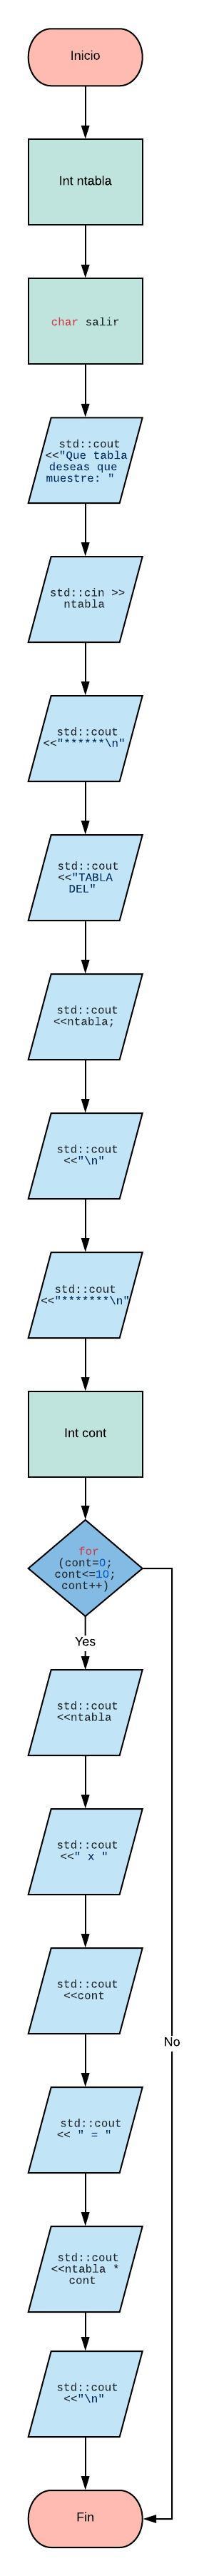 Inicio
Int ntabla
char salir
std::cout
<<"Que tabla
deseas que
muestre: "
std::cin >>
ntabla
std::cout
<<"******\n"
std::cout
<<"TABLA
DEL"
std::cout
<<ntabla;
std::cout
<<"\n"
std::cout
<<"*******\n"
Int cont
for
(cont=0;
cont<=10;
cont++)
Yes
std::cout
<<ntabla
std::cout
<<" x "
std::cout
<<cont
No
std::cout
<< " = "
std::cout
<<ntabla *
cont
std::cout
<<"\n"
Fin